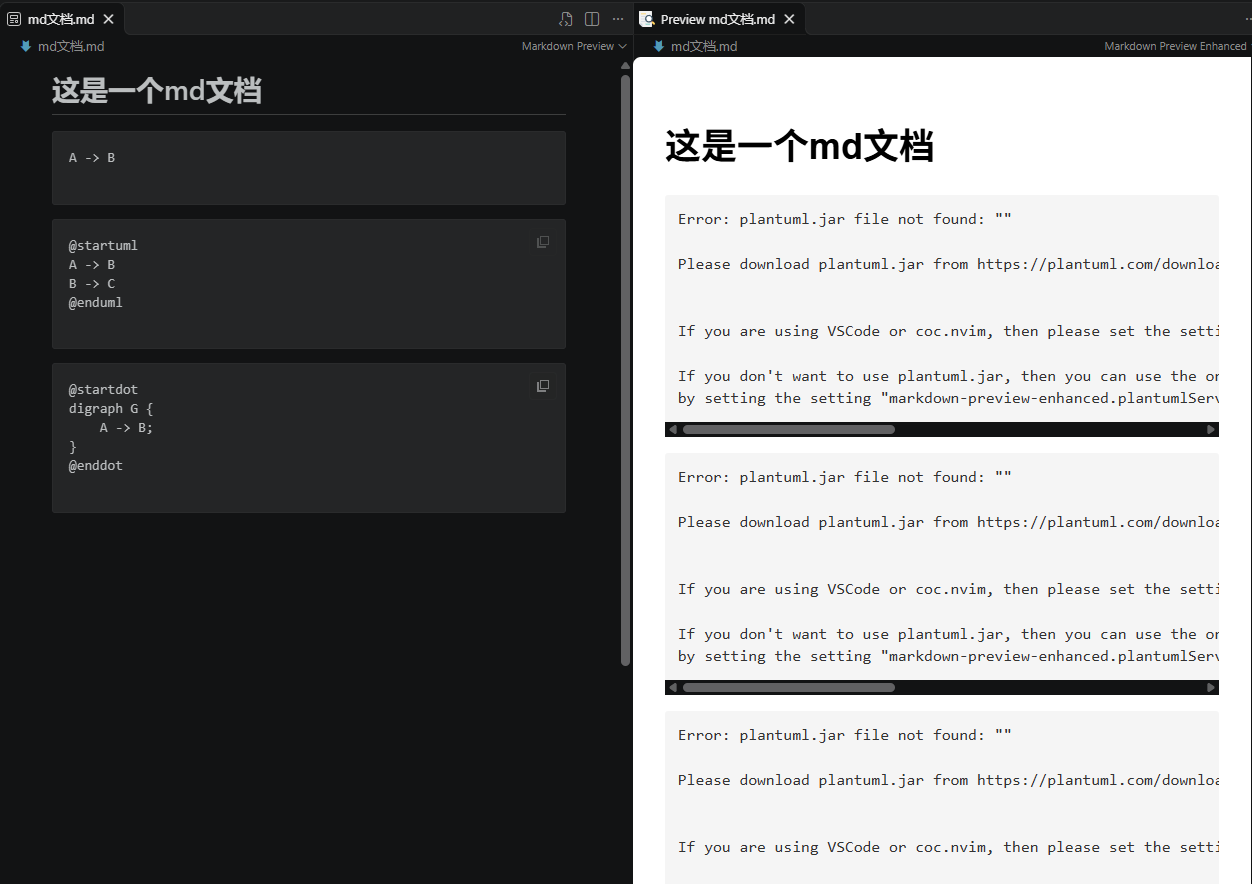 md文档.md
Preview md文档.md
md文档.md
Markdown Preview
md文档.md
Markdown Preview Enhanced
这是一个md文档
A -> B
@startuml
A -> B
B -> C
@enduml
@startdot
digraph G {
    A -> B;
}
@enddot
这是一个md文档
Error: plantuml.jar file not found: ""
Please download plantuml.jar from https://plantuml.com/downloa
If you are using VSCode or coc.nvim, then please set the setti
If you don't want to use plantuml.jar, then you can use the or
by setting the setting "markdown-preview-enhanced.plantumlServ
Error: plantuml.jar file not found: ""
Please download plantuml.jar from https://plantuml.com/downloa
If you are using VSCode or coc.nvim, then please set the setti
If you don't want to use plantuml.jar, then you can use the or
by setting the setting "markdown-preview-enhanced.plantumlServ
Error: plantuml.jar file not found: ""
Please download plantuml.jar from https://plantuml.com/downloa
If you are using VSCode or coc.nvim, then please set the setti